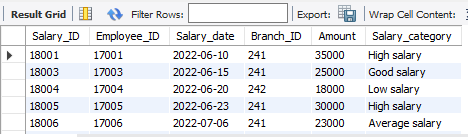 Result Grid Filter Rows: Export: Wrap Cell Content:
Salary_ID Employee_ID Salary_date Branch_ID Amount Salary_category
18001 17001 2022-06-10 241 35000 High salary
18003 17003 2022-06-15 241 25000 Good salary
18004 17004 2022-06-20 242 18000 Low salary
18005 17005 2022-06-23 241 30000 High salary
18006 17006 2022-07-06 241 23000 Average salary